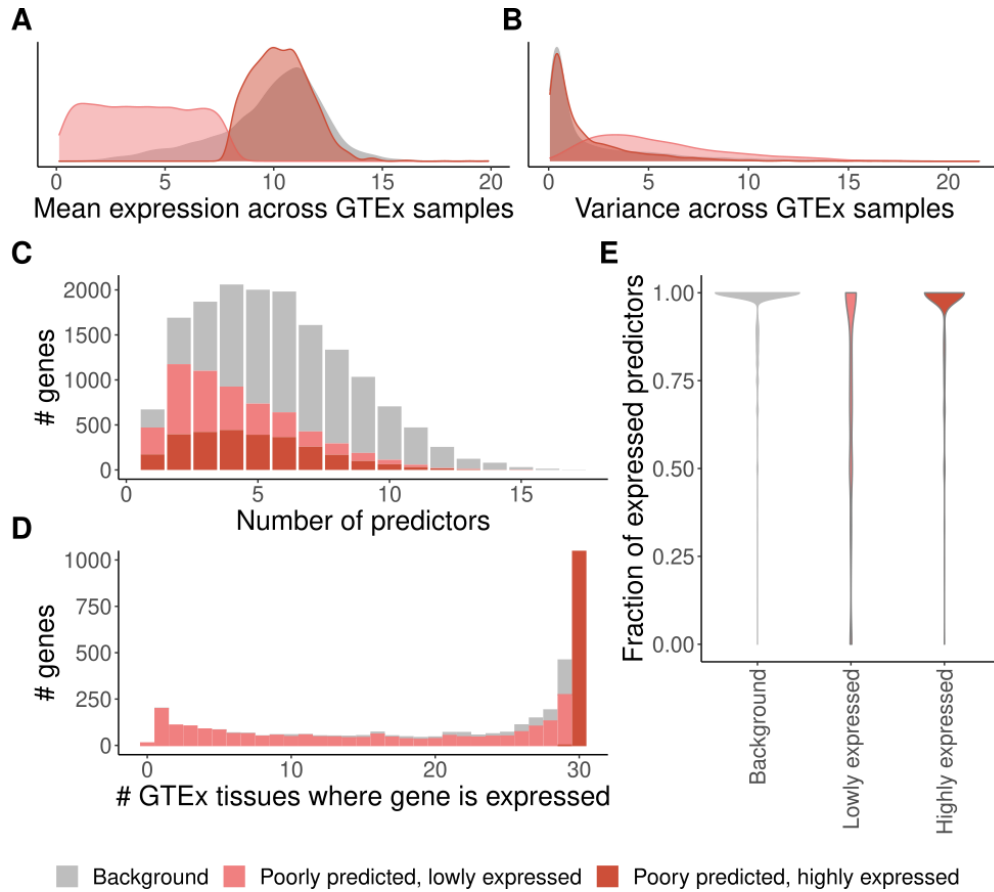 A
B
0 5 10 15 20
0 5 10 15 20
Mean expression across GTEx samples
Variance across GTEx samples
C
# genes
2000
1500
1000
500
0
0 5 10 15
Number of predictors
D
# genes
1000
750
500
250
0
0 10 20 30
# GTEx tissues where gene is expressed
E
Fraction of expressed predictors
1.00
0.75
0.50
0.25
0.00
Background
Lowly expressed
Highly expressed
Background Poorly predicted, lowly expressed Poory predicted, highly expressed